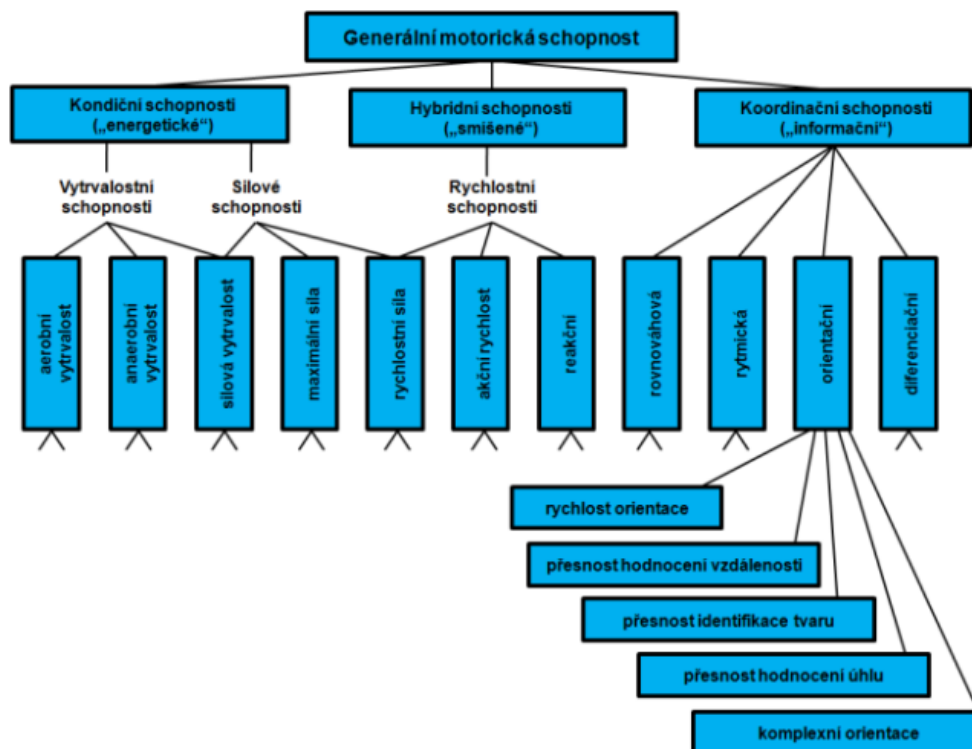 Generální motorická schopnost
Kondiční schopnosti
(„energetické“)
Hybridní schopnosti
(„smíšené“)
Koordinační schopnosti
(„informační“)
Vytrvalostní
schopnosti
Silové
schopnosti
Rychlostní
schopnosti
aerobní
vytrvalost
anaerobní
vytrvalost
silová vytrvalost
maximální síla
rychlostní síla
akční rychlost
reakční
rovnováhová
rytmická
orientační
diferenciační
rychlost orientace
přesnost hodnocení vzdálenosti
přesnost identifikace tvaru
přesnost hodnocení úhlu
komplexní orientace